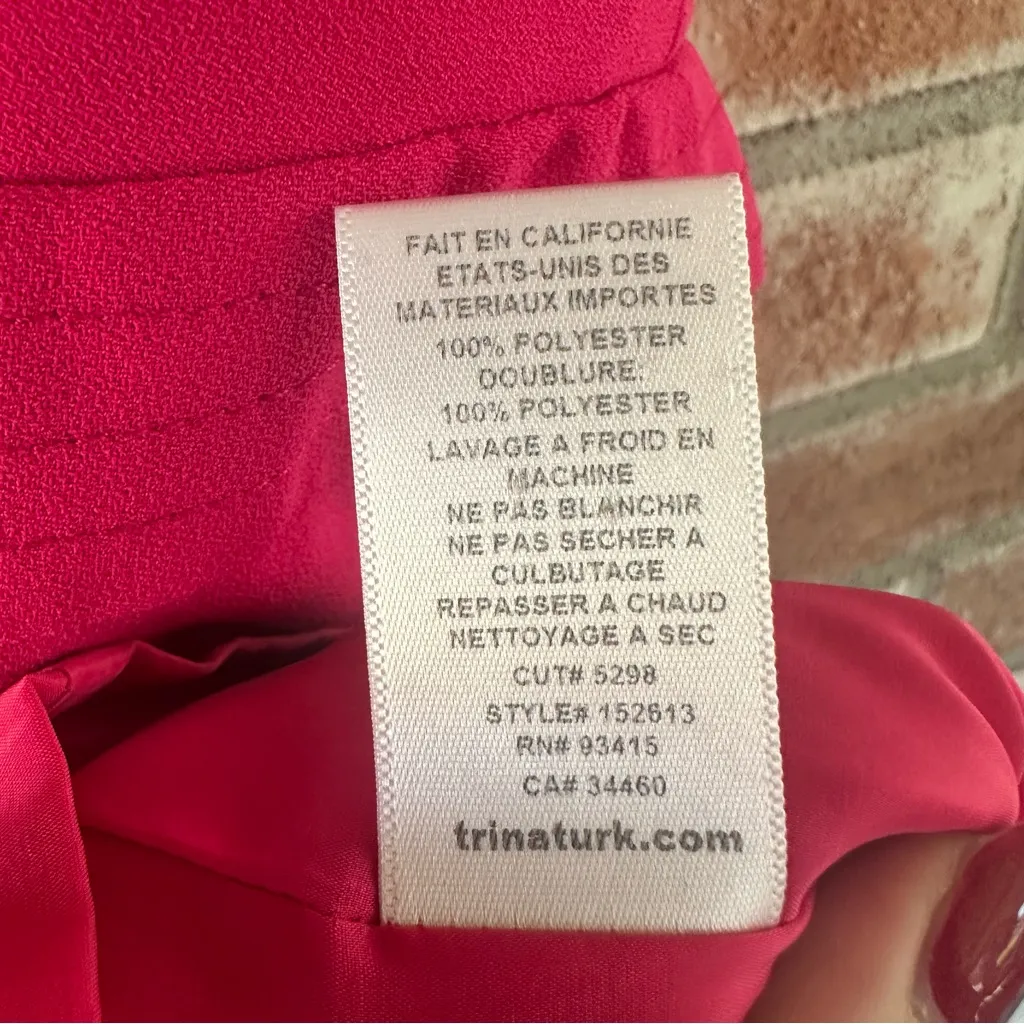 FAIT EN CALIFORNIE
ETATS-UNIS DES
MATERIAUX IMPORTES
100% POLYESTER
DOUBLURE:
100% POLYESTER
LAVAGE A FROID EN
MACHINE
NE PAS BLANCHIR
NE PAS SECHER A
CULBUTAGE
REPASSER A CHAUD
NETTOYAGE A SEC
CUT# 5298
STYLE# 152613
RN# 93415
CA# 34460
trinaturk.com